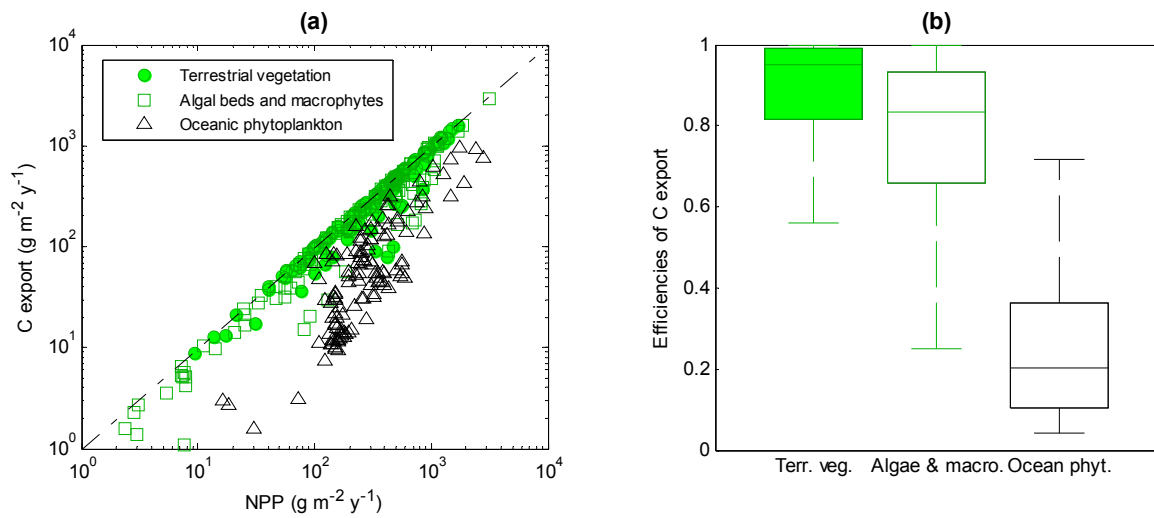 (a)
10^4
10^3
10^2
10^1
10^0
C export (g m^-2 y^-1)
Terrestrial vegetation
Algal beds and macrophytes
Oceanic phytoplankton
10^0 10^1 10^2 10^3 10^4
NPP (g m^-2 y^-1)
(b)
1
0.8
0.6
0.4
0.2
0
Efficiencies of C export
Terr. veg. Algae & macro. Ocean phyt.